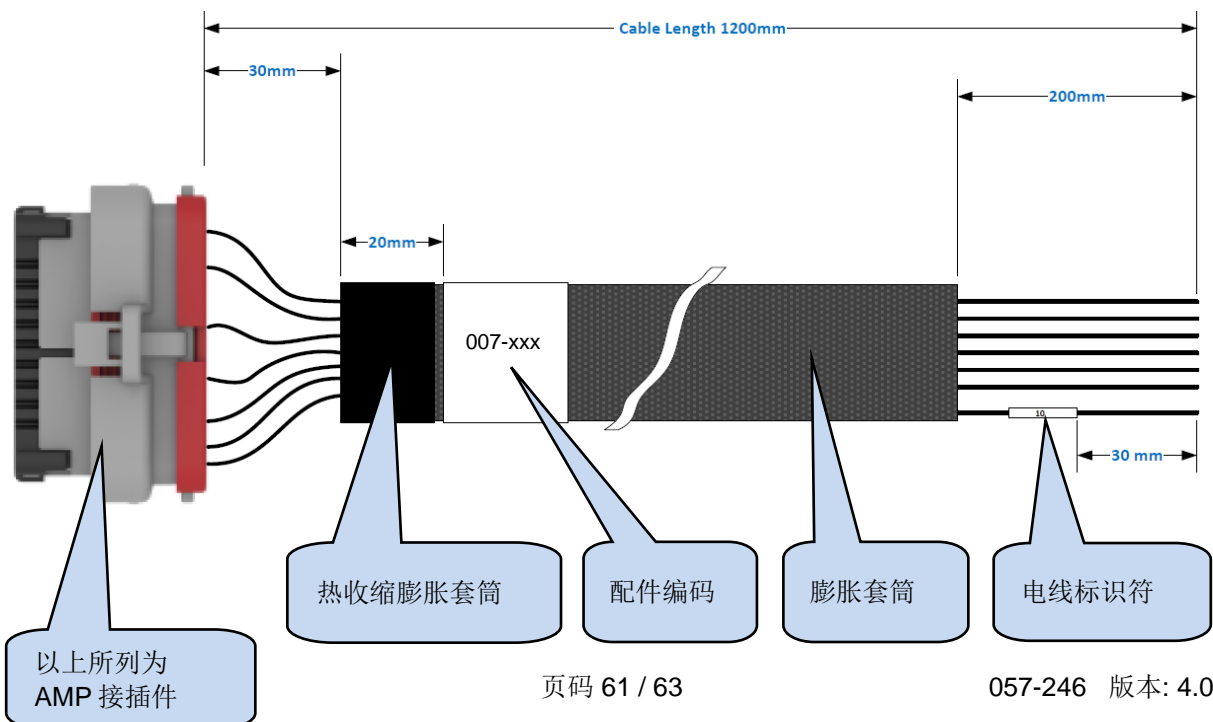 Cable Length 1200mm
30mm
200mm
20mm
007-xxx
10
30 mm
热收缩膨胀套筒
配件编码
膨胀套筒
电线标识符
以上所列为
AMP 接插件
页码 61 / 63
057-246 版本: 4.0